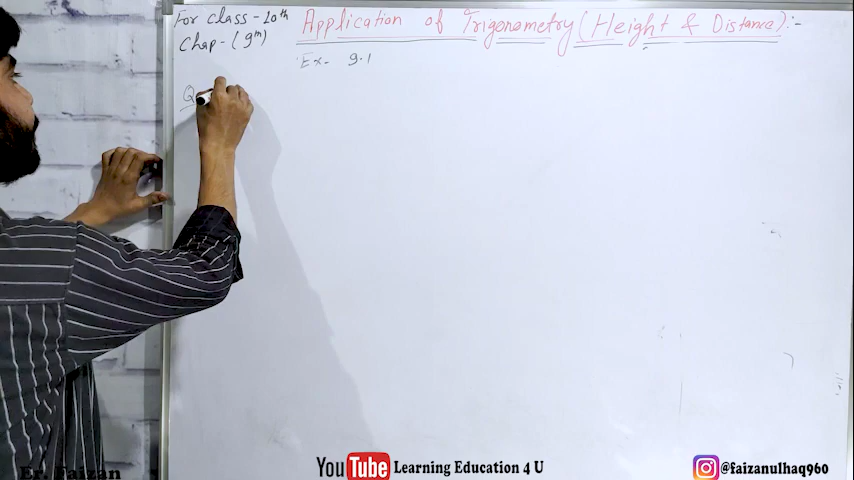 For Class - 10th
Chap - ( 9th)
Application of Trigonometry (Height & Distance) :-
Ex- 9.1
Q
Er. Faizan
YouTube Learning Education 4 U
@faizanulhaq960